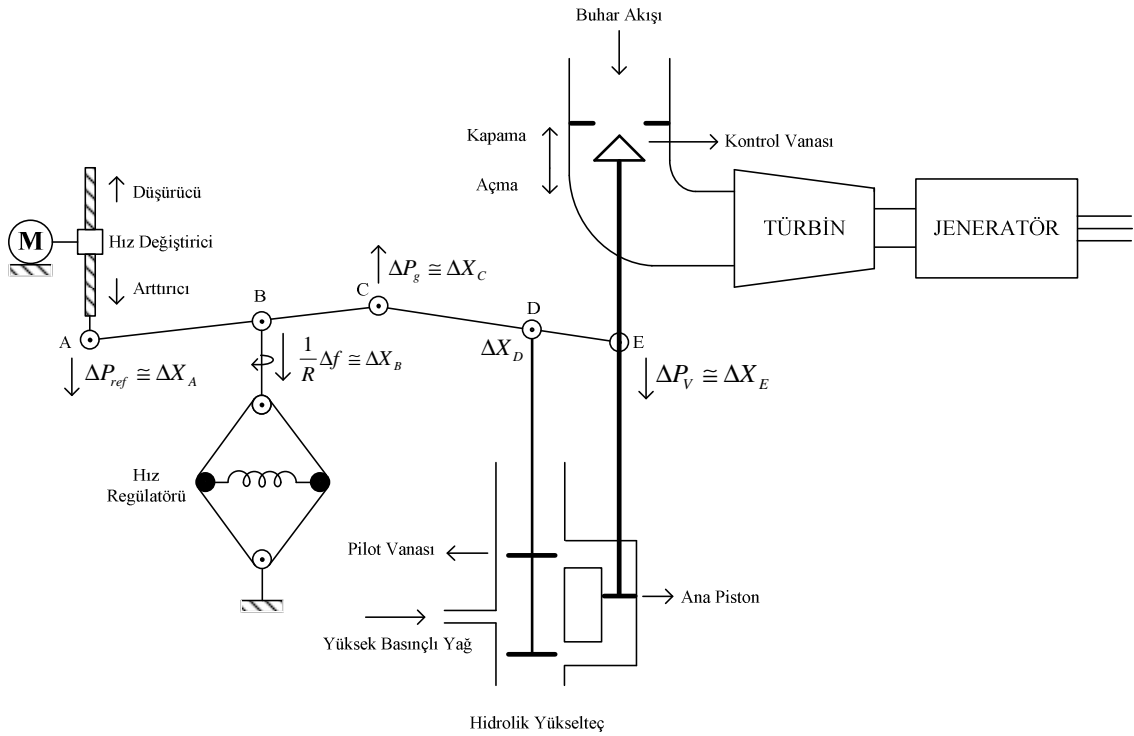 Buhar Akışı
Kapama
Kontrol Vanası
Açma
Düşürücü
M
Hız Değiştirici
TÜRBİN
JENERATÖR
Arttırıcı
ΔP_g ≅ ΔX_C
B
C
A
D
E
ΔP_ref ≅ ΔX_A
1/R Δf ≅ ΔX_B
ΔX_D
ΔP_V ≅ ΔX_E
Hız
Regülatörü
Pilot Vanası
Ana Piston
Yüksek Basınçlı Yağ
Hidrolik Yükselteç